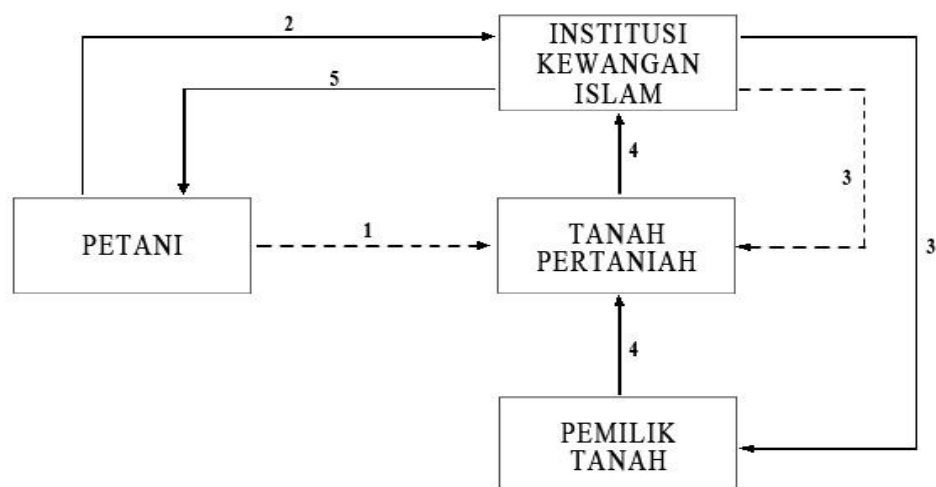 2
INSTITUSI
KEWANGAN
ISLAM
5
4
3
3
PETANI
1
TANAH
PERTANIAH
4
PEMILIK
TANAH